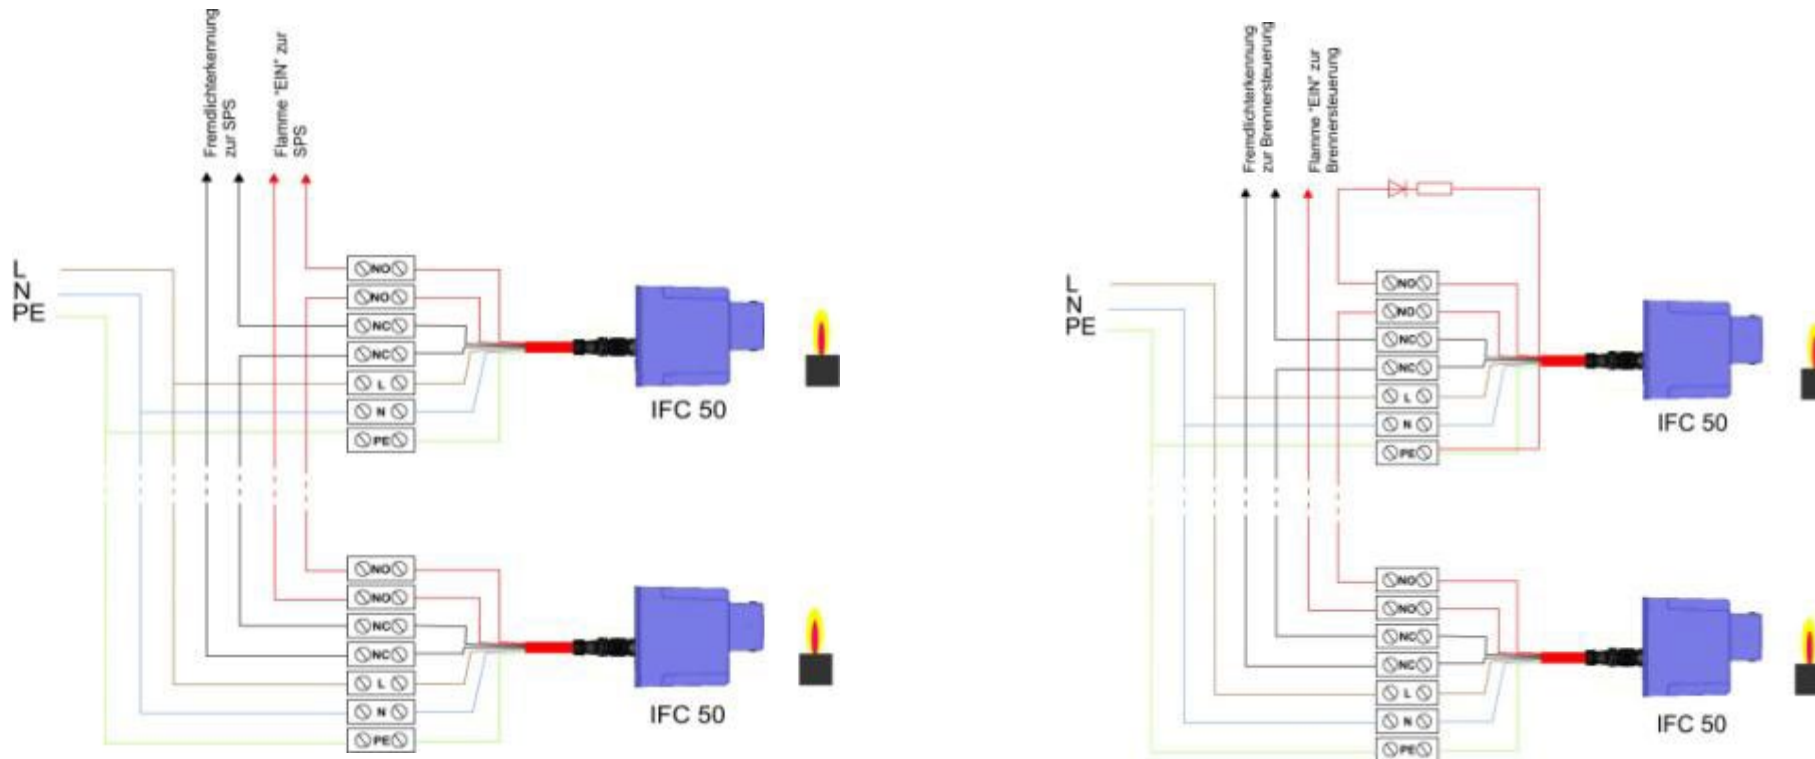 Fremdlichterkennung
zur SPS
Flamme "EIN" zur
SPS
L
N
PE
NO
NO
NC
NC
L
N
PE
IFC 50
NO
NO
NC
NC
L
N
PE
IFC 50
Fremdlichterkennung
zur Brennersteuerung
Flamme "EIN" zur
Brennersteuerung
L
N
PE
NO
NO
NC
NC
L
N
PE
IFC 50
NO
NO
NC
NC
L
N
PE
IFC 50